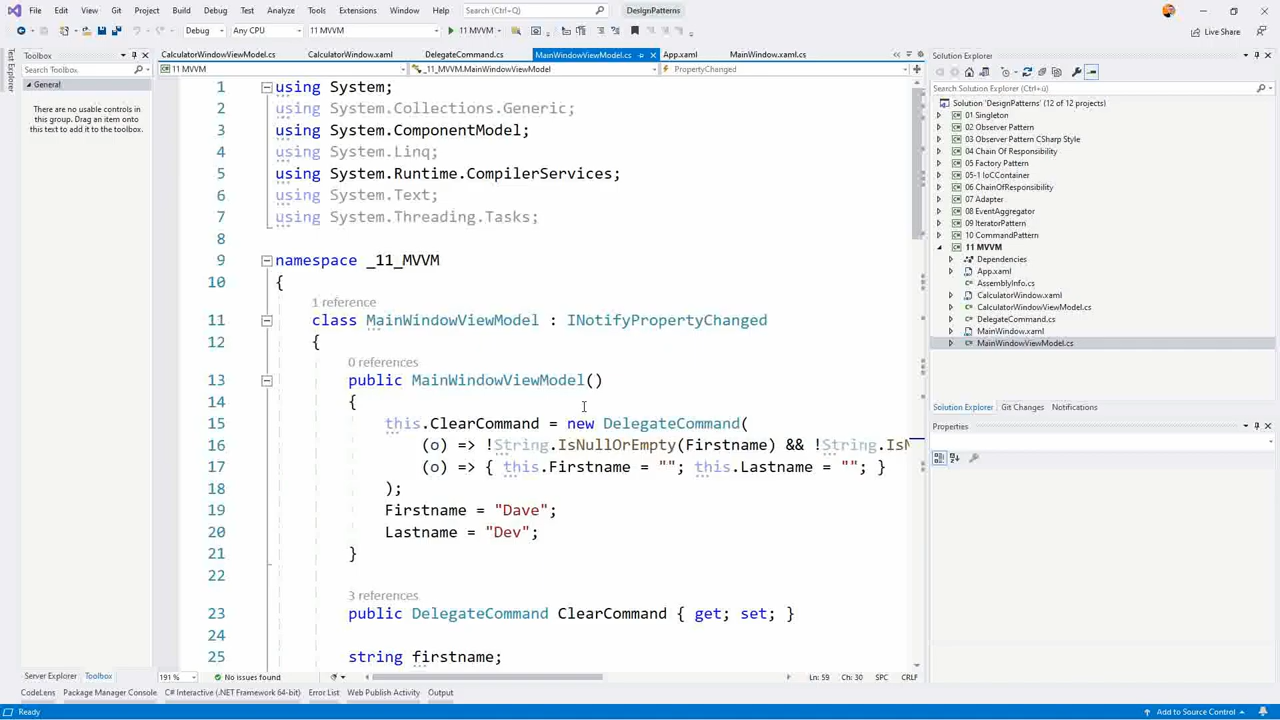 File Edit View Git Project Build Debug Test Analyze Tools Extensions Window Help Search (Ctrl+Q) DesignPatterns
Debug Any CPU 11 MVVM 11 MVVM Live Share
Test Explorer
Toolbox
Search Toolbox
General
There are no usable controls in
this group. Drag an item onto
this text to add it to the toolbox.
Server Explorer Toolbox
CalculatorWindowViewModel.cs CalculatorWindow.xaml DelegateCommand.cs MainWindowViewModel.cs App.xaml MainWindow.xaml.cs
11 MVVM _11_MVVM.MainWindowViewModel PropertyChanged
1 using System;
2 using System.Collections.Generic;
3 using System.ComponentModel;
4 using System.Linq;
5 using System.Runtime.CompilerServices;
6 using System.Text;
7 using System.Threading.Tasks;
8
9 namespace _11_MVVM
10 {
1 reference
11 class MainWindowViewModel : INotifyPropertyChanged
12 {
0 references
13 public MainWindowViewModel()
14 {
15 this.ClearCommand = new DelegateCommand(
16 (o) => !String.IsNullOrEmpty(Firstname) && !String.IsN
17 (o) => { this.Firstname = ""; this.Lastname = ""; }
18 );
19 Firstname = "Dave";
20 Lastname = "Dev";
21 }
22
3 references
23 public DelegateCommand ClearCommand { get; set; }
24
25 string firstname;
191 % No issues found Ln: 59 Ch: 30 SPC CRLF
Solution Explorer
Search Solution Explorer (Ctrl+ü)
Solution 'DesignPatterns' (12 of 12 projects)
01 Singleton
02 Observer Pattern
03 Observer Pattern CSharp Style
04 Chain Of Responsibility
05 Factory Pattern
05-1 IoCContainer
06 ChainOfResponsibility
07 Adapter
08 EventAggregator
09 IteratorPattern
10 CommandPattern
11 MVVM
Dependencies
App.xaml
AssemblyInfo.cs
CalculatorWindow.xaml
CalculatorWindowViewModel.cs
DelegateCommand.cs
MainWindow.xaml
MainWindowViewModel.cs
Solution Explorer Git Changes Notifications
Properties
CodeLens Package Manager Console C# Interactive (.NET Framework 64-bit) Error List Web Publish Activity Output
Ready Add to Source Control